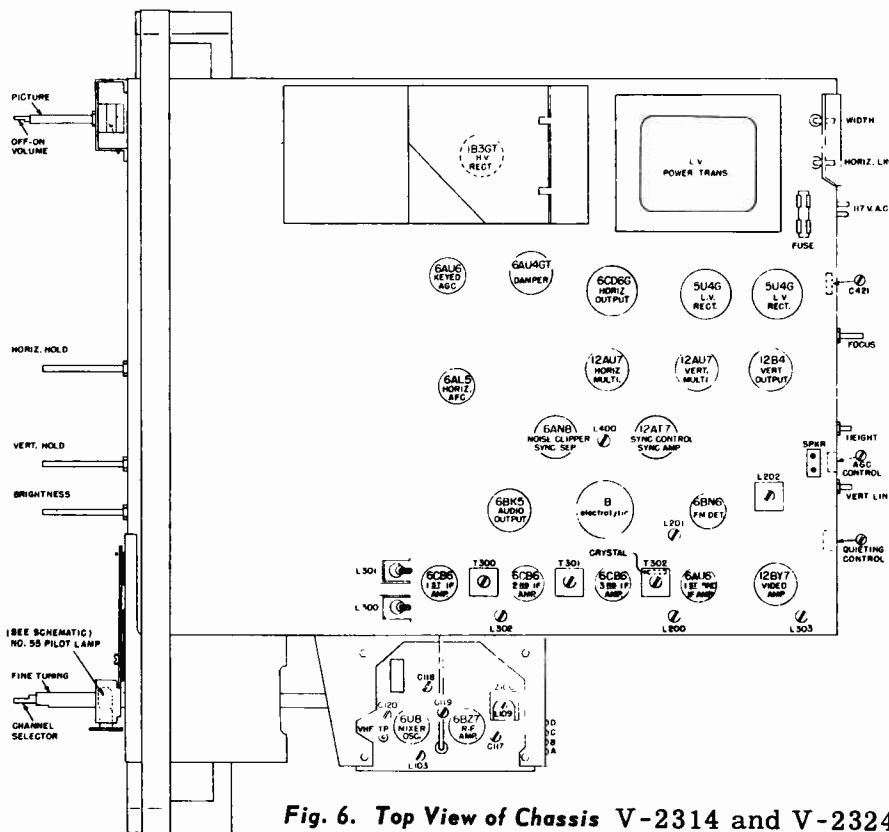 PICTURE
OFF-ON
VOLUME
1B3GT
H.V.
RECT.
L.V.
POWER TRANS.
WIDTH
HORIZ. LIN
117 V. A.C
FUSE
6AU6
KEYED
AGC
6AU4GT
DAMPER
6CD6G
HORIZ
OUTPUT
5U4G
L.V.
RECT.
5U4G
L.V
RECT.
C421
FOCUS
HORIZ. HOLD
6AL5
HORIZ.
AFC
12AU7
HORIZ
MULTI.
12AU7
VERT.
MULTI.
12B4
VERT
OUTPUT
6AN8
NOISE CLIPPER
SYNC SEP
L400
12AT7
SYNC CONTROL
SYNC AMP
HEIGHT
SPKR
AGC
CONTROL
VERT. HOLD
VERT LIN
BRIGHTNESS
6BK5
AUDIO
OUTPUT
B
electrolytic
6BN6
FM DET.
L202
L201
CRYSTAL
QUIETING
CONTROL
L301
L300
6CB6
1 ST IF
AMP.
T300
6CB6
2 ND IF
AMP.
T301
6CB6
3 RD IF
AMP.
T302
6AU6
1ST SND
IF AMP
12BY7
VIDEO
AMP
L302
L200
L303
(SEE SCHEMATIC)
NO. 55 PILOT LAMP
FINE TUNING
CHANNEL
SELECTOR
C118
C120
C119
L109
VHF TP
6U8
MIXER
OSC.
6BZ7
R-F
AMP.
C117
L103
D
C
B
A
Fig. 6. Top View of Chassis V-2314 and V-2324